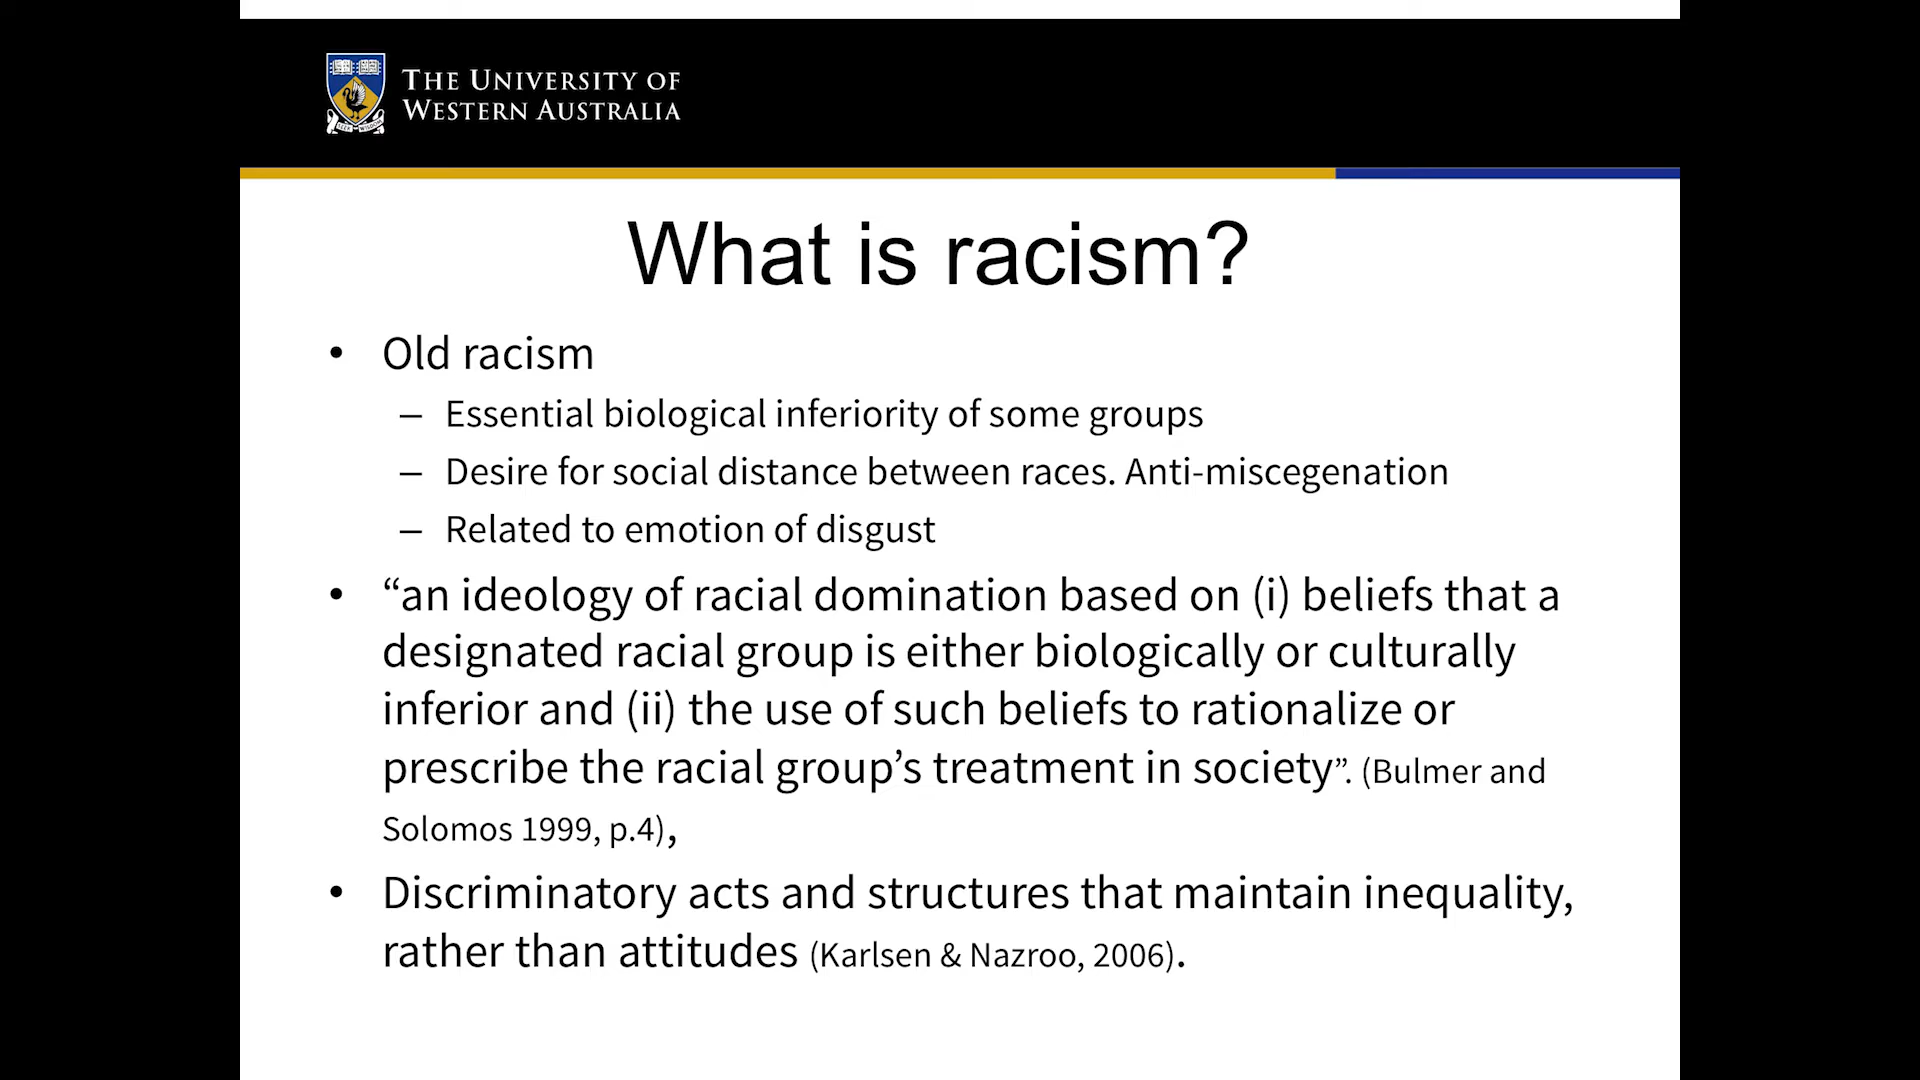 THE UNIVERSITY OF
WESTERN AUSTRALIA
What is racism?
• Old racism
– Essential biological inferiority of some groups
– Desire for social distance between races. Anti-miscegenation
– Related to emotion of disgust
• “an ideology of racial domination based on (i) beliefs that a
designated racial group is either biologically or culturally
inferior and (ii) the use of such beliefs to rationalize or
prescribe the racial group’s treatment in society”. (Bulmer and
Solomos 1999, p.4),
• Discriminatory acts and structures that maintain inequality,
rather than attitudes (Karlsen & Nazroo, 2006).